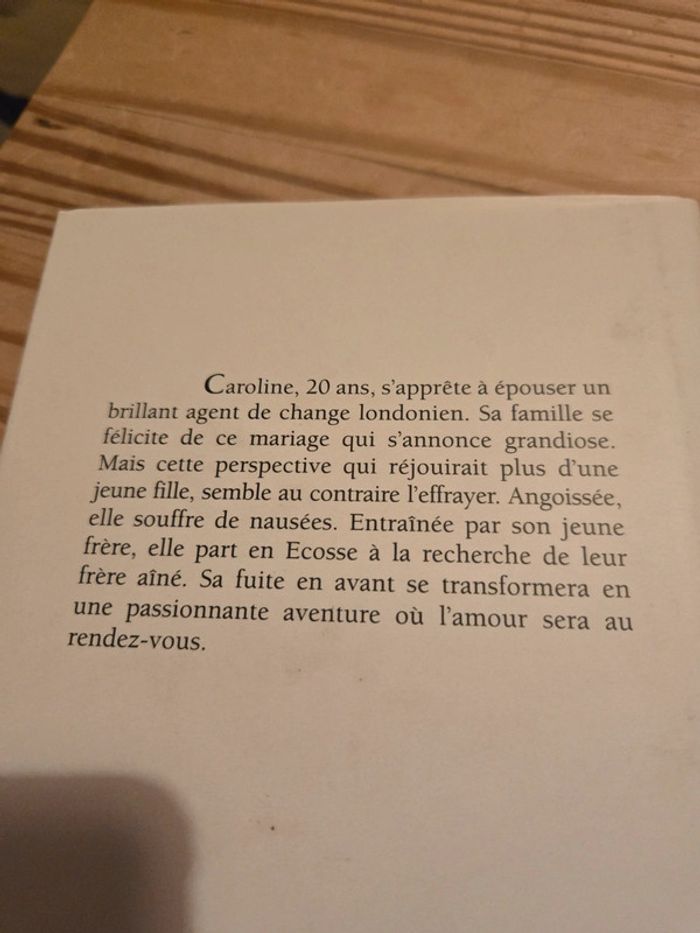 Caroline, 20 ans, s'apprête à épouser un
brillant agent de change londonien. Sa famille se
félicite de ce mariage qui s'annonce grandiose.
Mais cette perspective qui réjouirait plus d'une
jeune fille, semble au contraire l'effrayer. Angoissée,
elle souffre de nausées. Entraînée par son jeune
frère, elle part en Ecosse à la recherche de leur
frère aîné. Sa fuite en avant se transformera en
une passionnante aventure où l'amour sera au
rendez-vous.